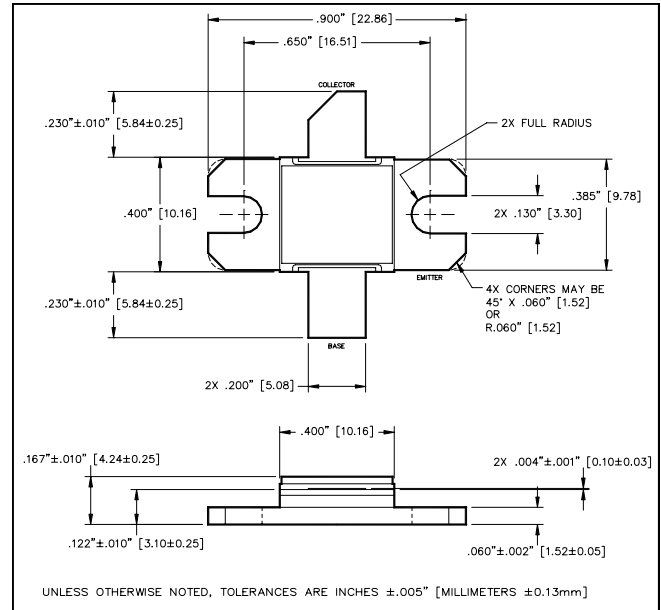 .900" [22.86]
.650" [16.51]
COLLECTOR
.230"±.010" [5.84±0.25]
2X FULL RADIUS
.400" [10.16]
.385" [9.78]
2X .130" [3.30]
EMITTER
.230"±.010" [5.84±0.25]
4X CORNERS MAY BE
45° X .060" [1.52]
OR
R.060" [1.52]
BASE
2X .200" [5.08]
.400" [10.16]
.167"±.010" [4.24±0.25]
2X .004"±.001" [0.10±0.03]
.122"±.010" [3.10±0.25]
.060"±.002" [1.52±0.05]
UNLESS OTHERWISE NOTED, TOLERANCES ARE INCHES ±.005" [MILLIMETERS ±0.13mm]